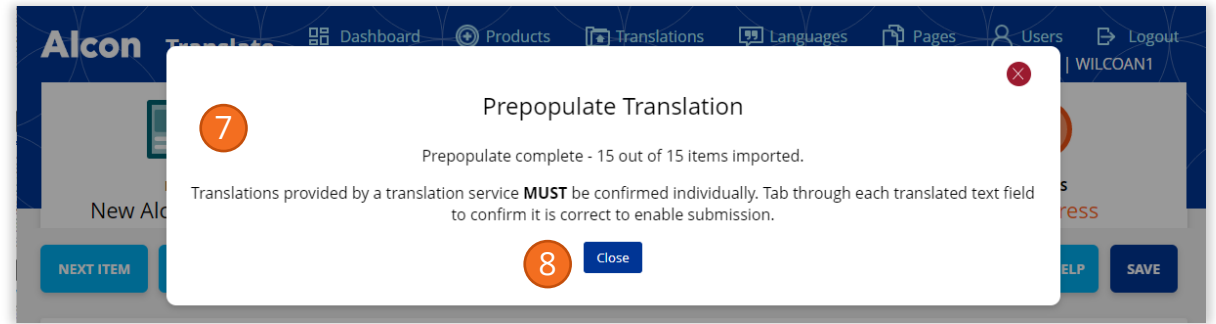 Alcon Translate Dashboard Products Translations Languages Pages Users Logout
| WILCOAN1
7
Prepopulate Translation
Prepopulate complete - 15 out of 15 items imported.
Translations provided by a translation service MUST be confirmed individually. Tab through each translated text field
to confirm it is correct to enable submission.
New Alc
ress
8
Close
NEXT ITEM
ELP
SAVE